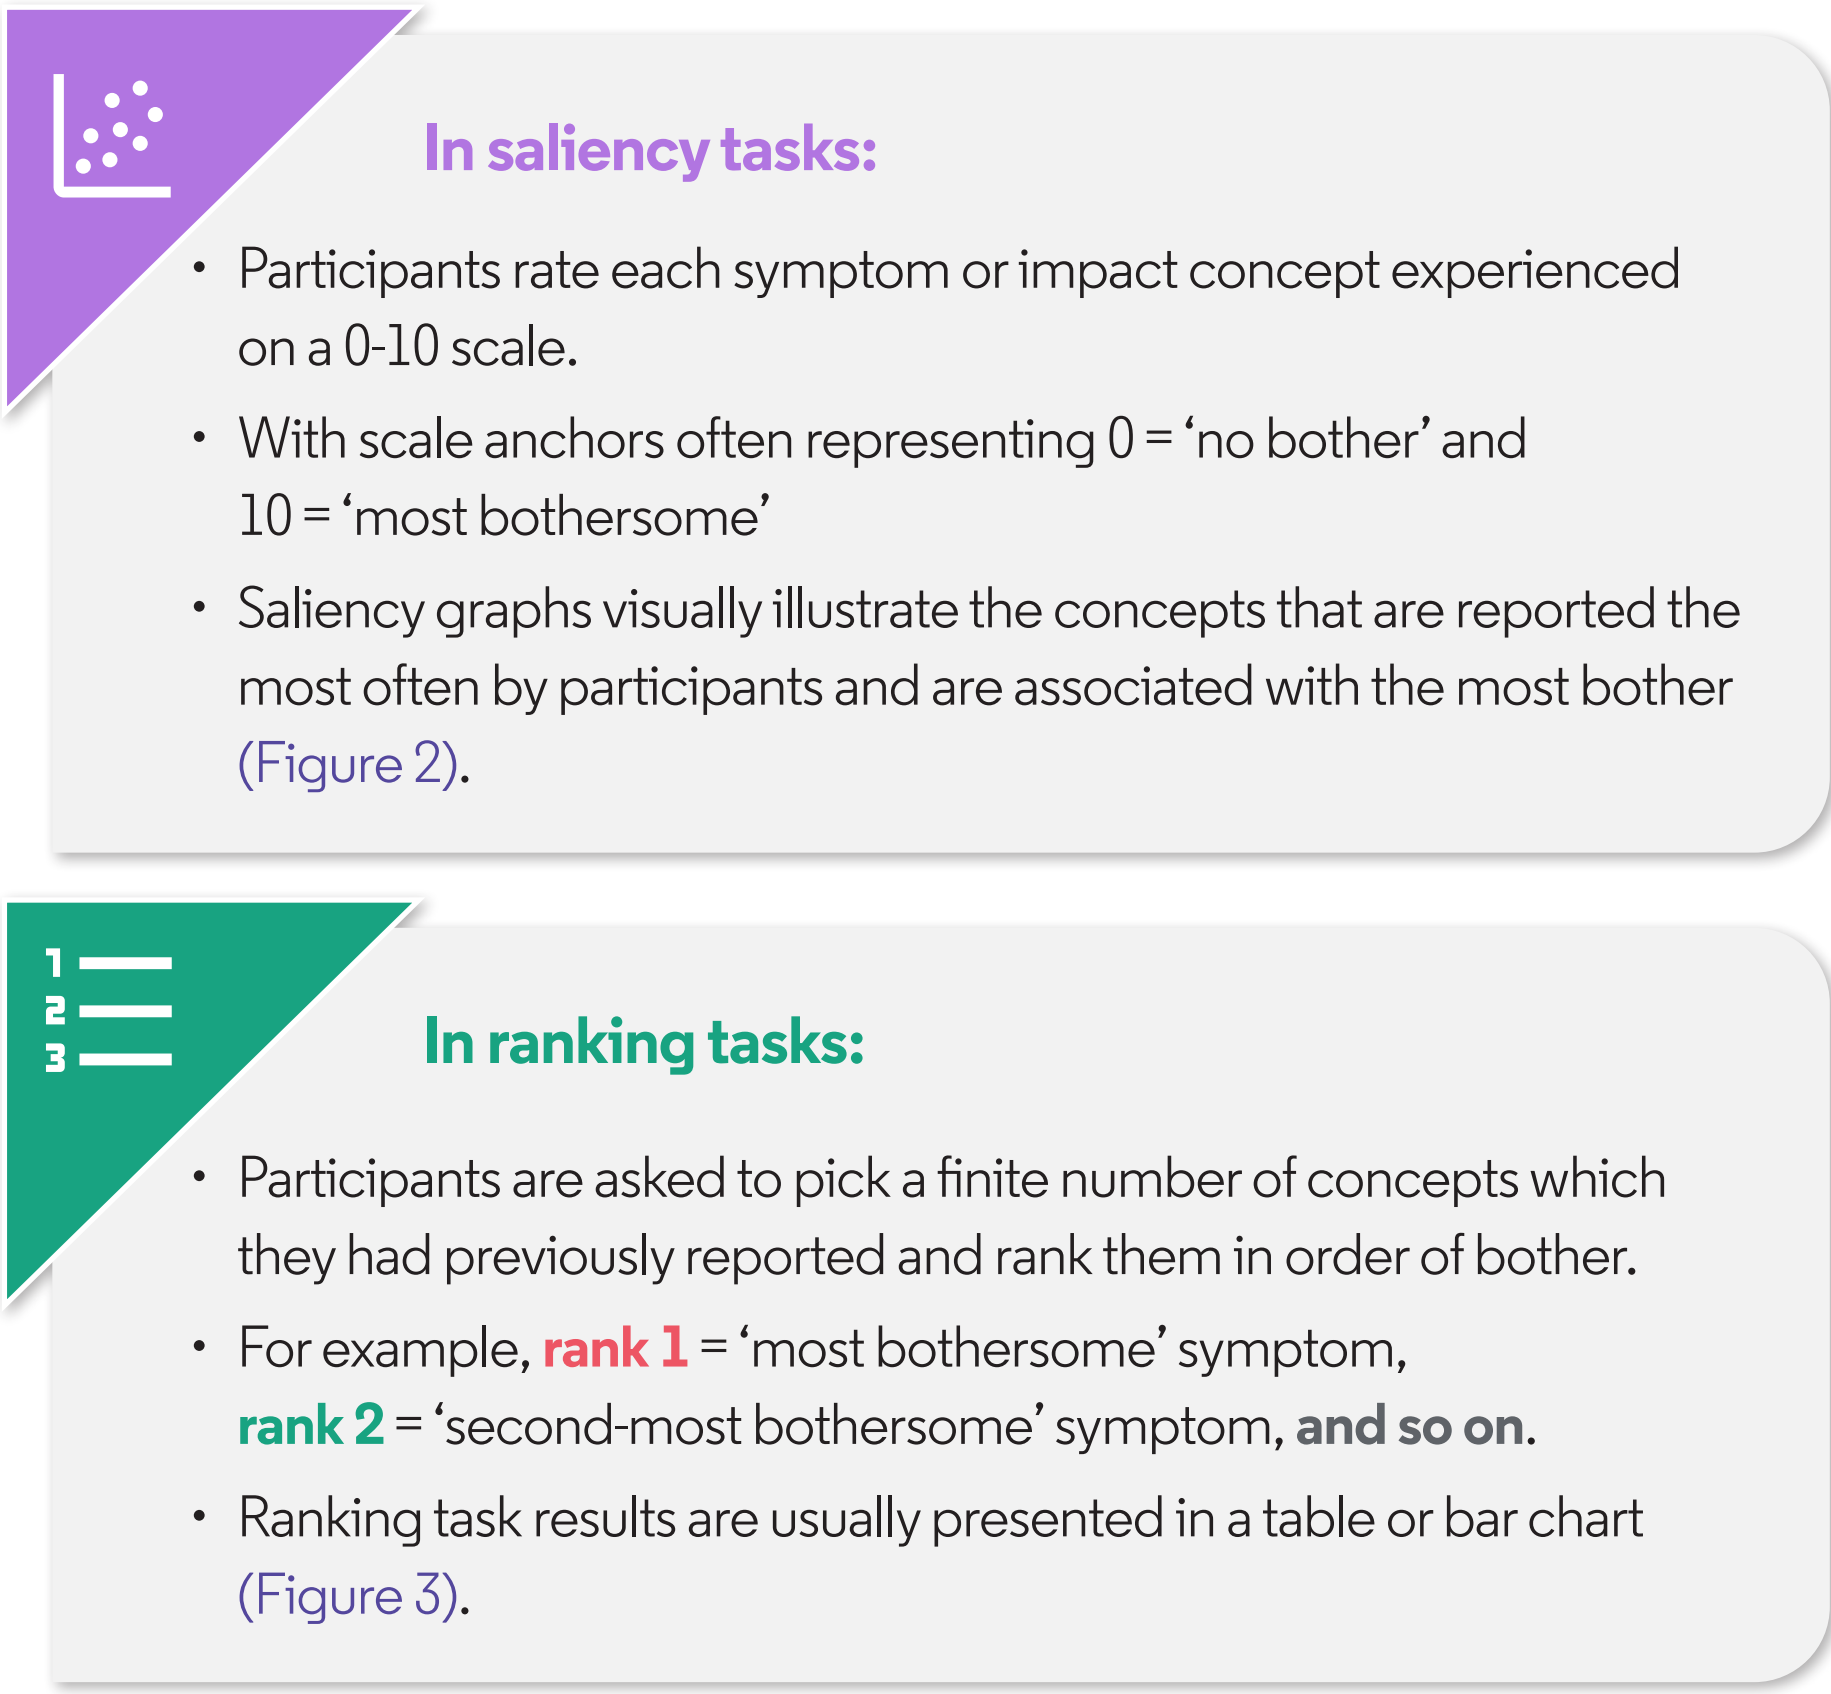 In saliency tasks:
• Participants rate each symptom or impact concept experienced
on a 0-10 scale.
• With scale anchors often representing 0 = ‘no bother’ and
10 = ‘most bothersome’
• Saliency graphs visually illustrate the concepts that are reported the
most often by participants and are associated with the most bother
(Figure 2).
1
2
3
In ranking tasks:
• Participants are asked to pick a finite number of concepts which
they had previously reported and rank them in order of bother.
• For example, rank 1 = ‘most bothersome’ symptom,
rank 2 = ‘second-most bothersome’ symptom, and so on.
• Ranking task results are usually presented in a table or bar chart
(Figure 3).